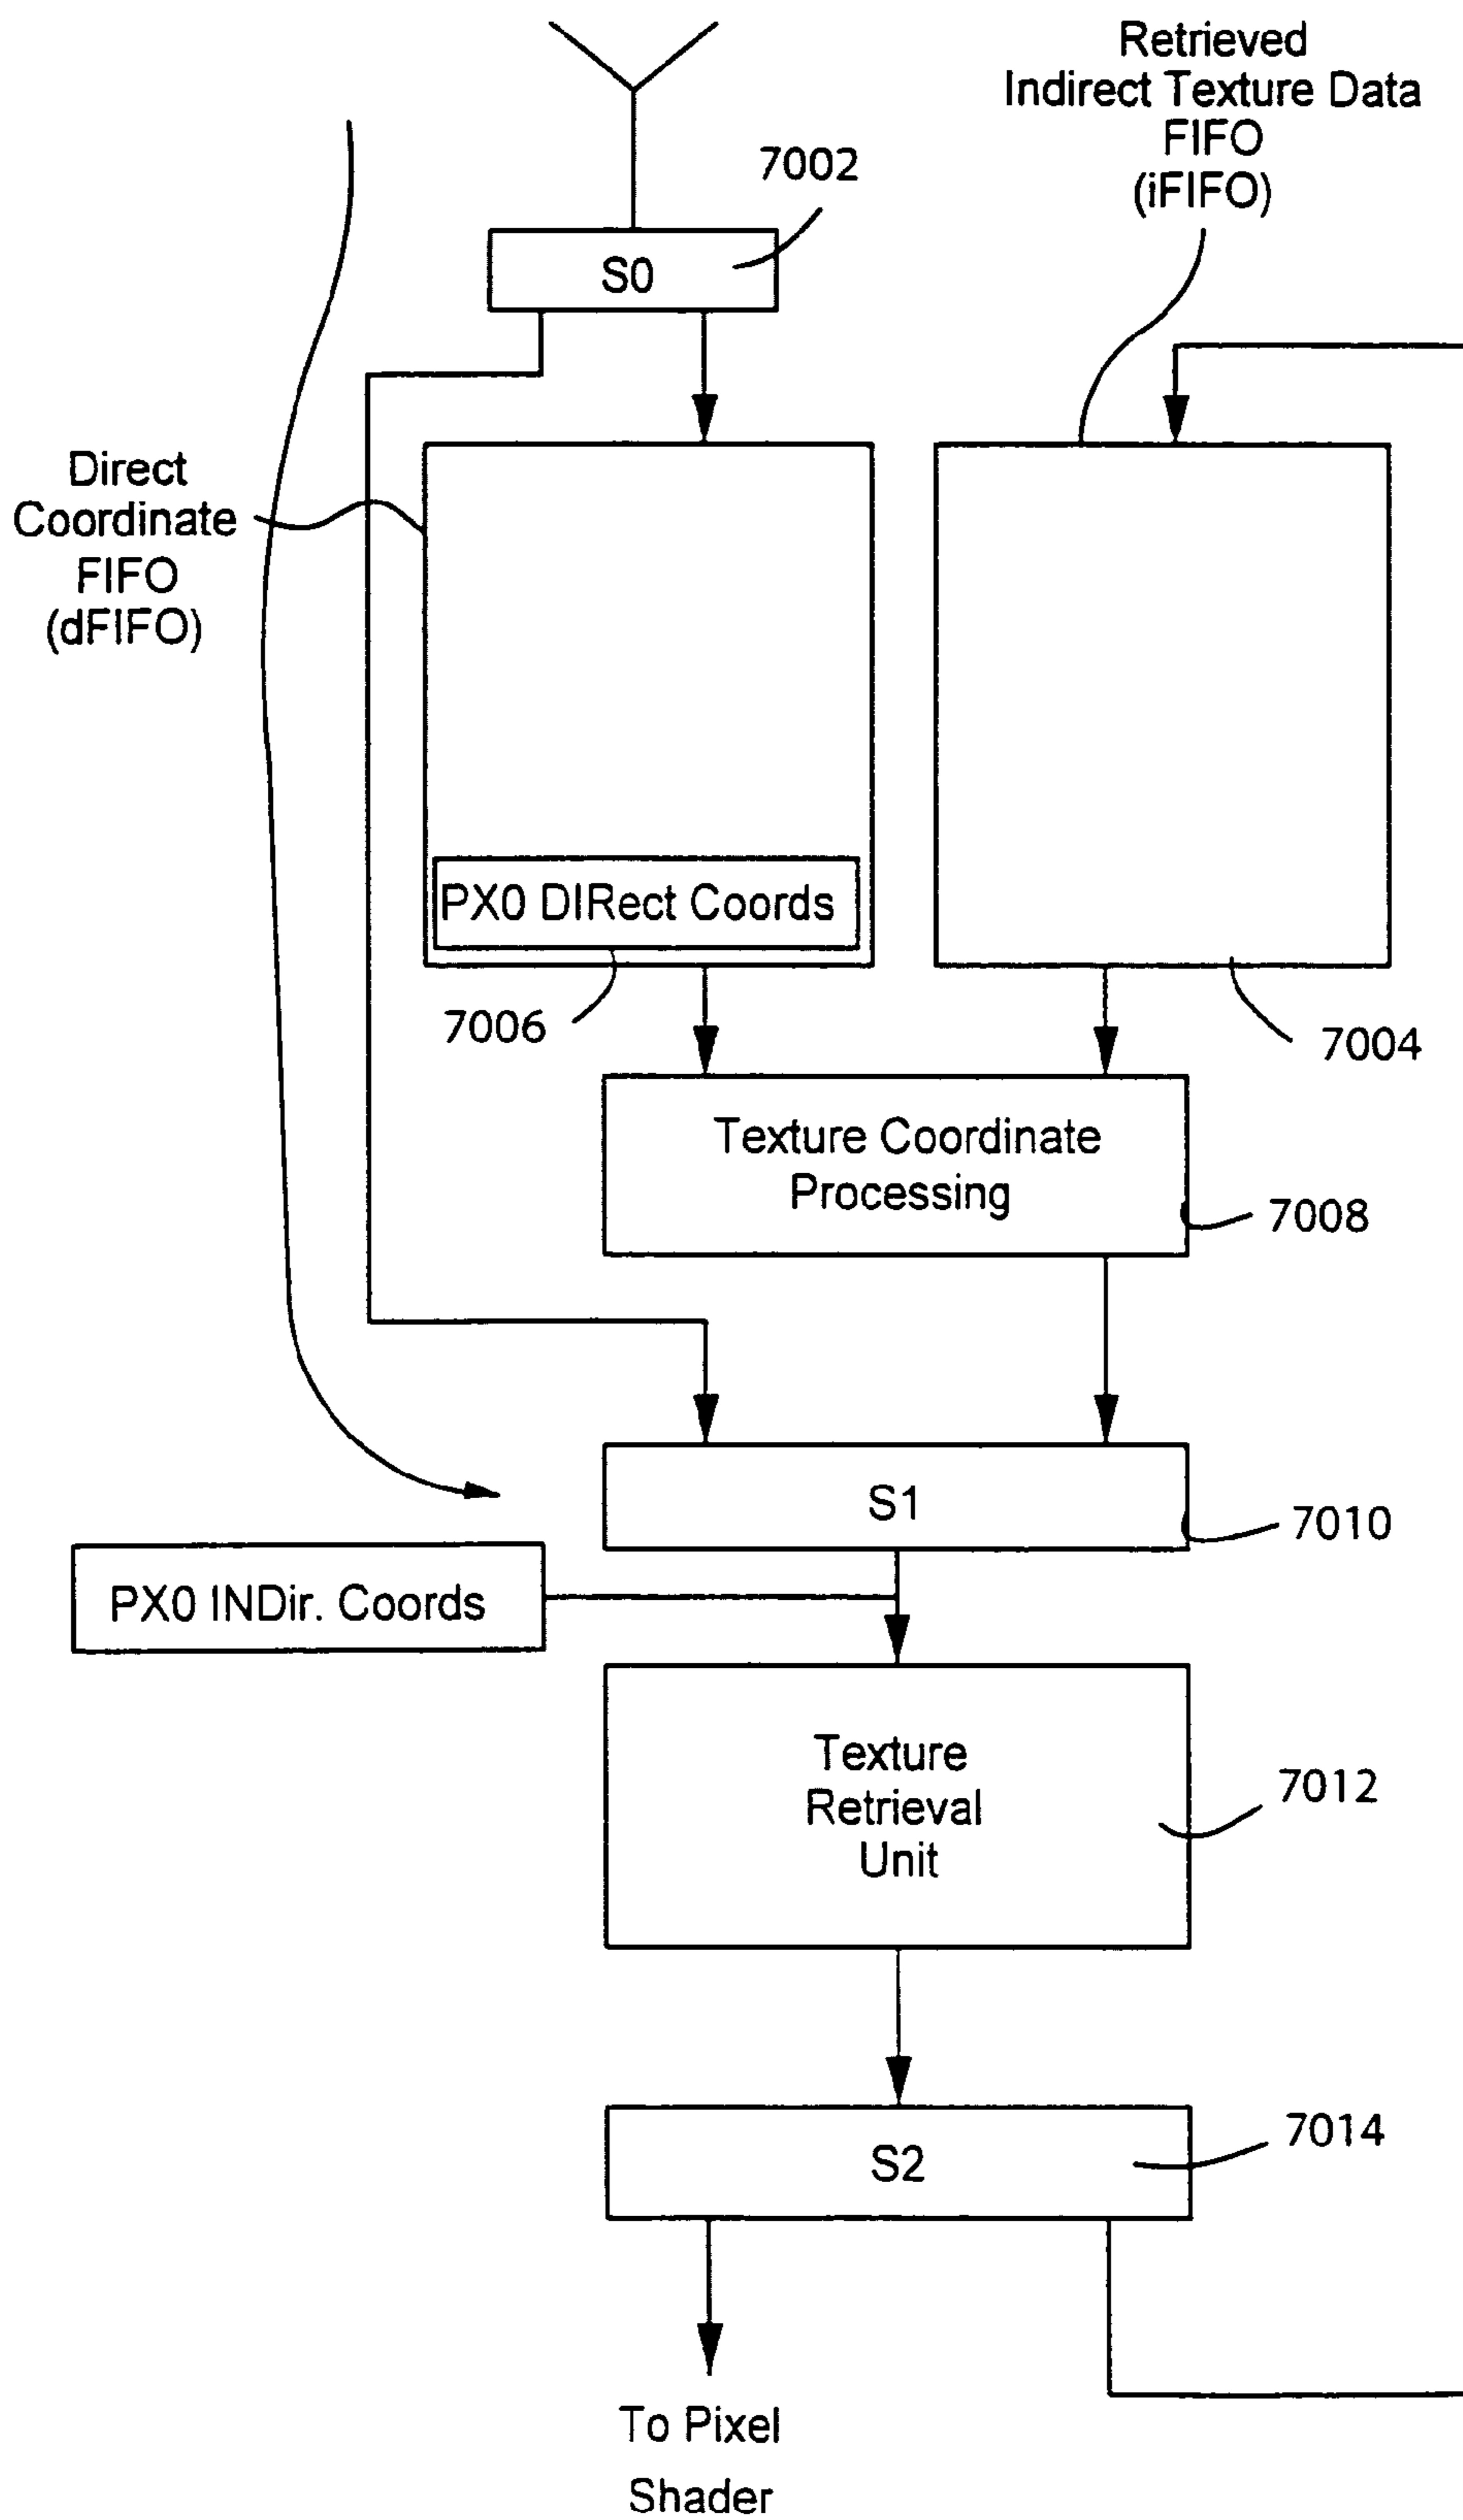 Retrieved
Indirect Texture Data
FIFO
(iFIFO)
7002
S0
Direct
Coordinate
FIFO
(dFIFO)
PX0 DIRect Coords
7006
7004
Texture Coordinate
Processing
7008
S1
7010
PX0 INDir. Coords
Texture
Retrieval
Unit
7012
S2
7014
To Pixel
Shader